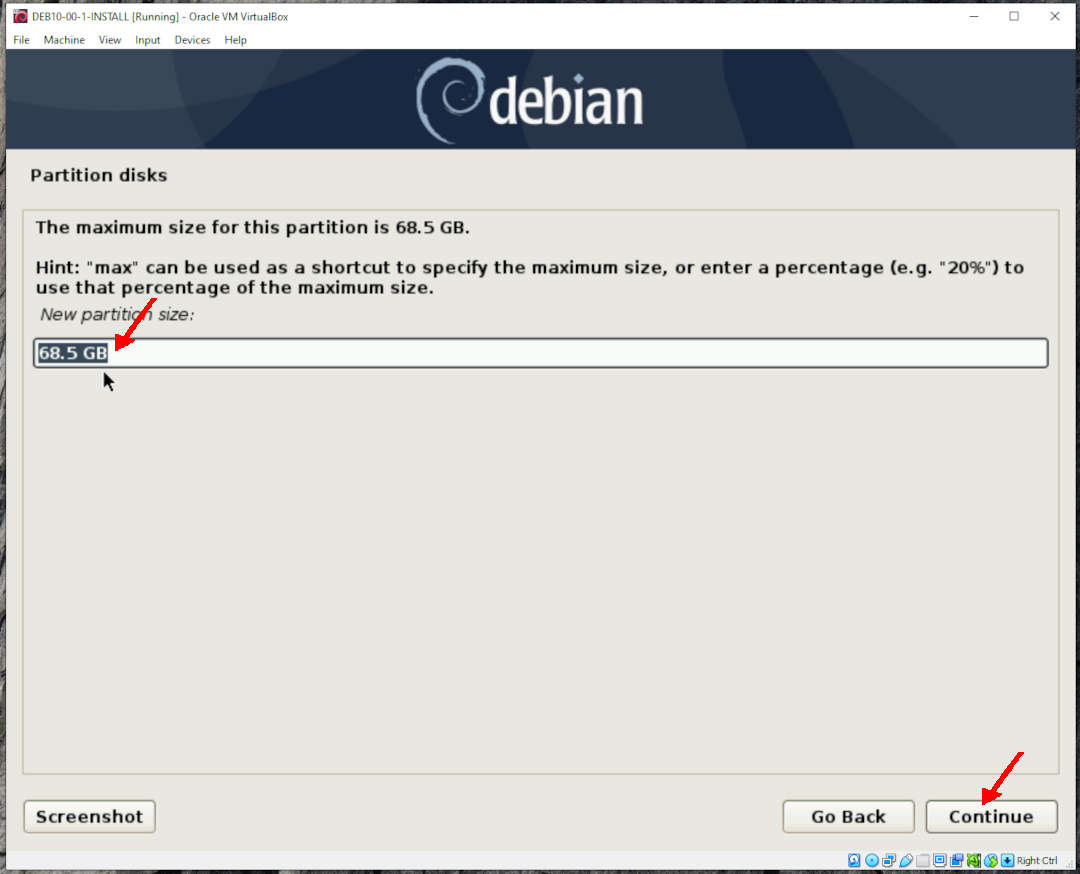 DEB10-00-1-INSTALL [Running] - Oracle VM VirtualBox
File Machine View Input Devices Help
debian
Partition disks
The maximum size for this partition is 68.5 GB.
Hint: "max" can be used as a shortcut to specify the maximum size, or enter a percentage (e.g. "20%") to
use that percentage of the maximum size.
New partition size:
68.5 GB
Screenshot
Go Back
Continue
Right Ctrl